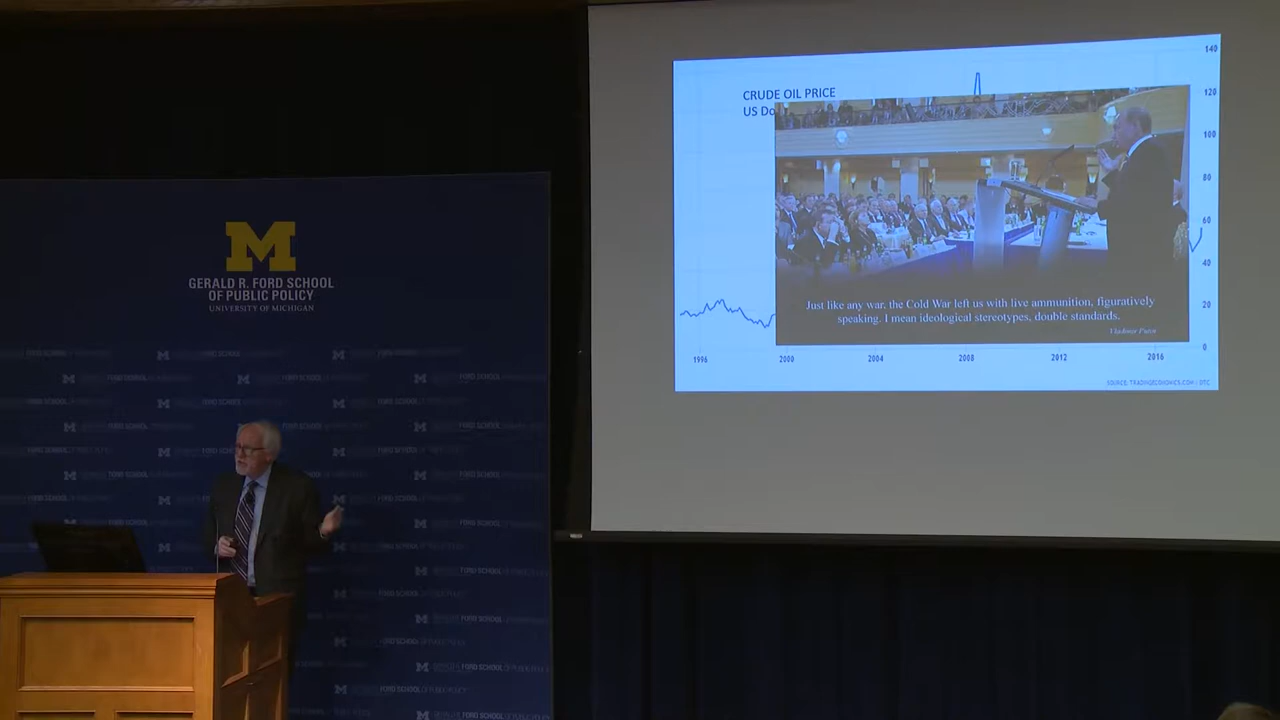 M
GERALD R. FORD SCHOOL
OF PUBLIC POLICY
UNIVERSITY OF MICHIGAN
CRUDE OIL PRICE
US Do
140
120
100
80
60
40
20
0
Just like any war, the Cold War left us with live ammunition, figuratively
speaking. I mean ideological stereotypes, double standards.
Vladimir Putin
1996
2000
2004
2008
2012
2016
SOURCE: TRADINGECONOMICS.COM | OTC